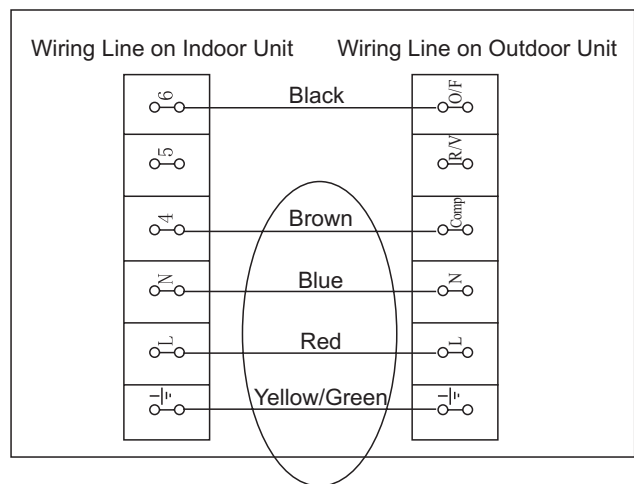 Wiring Line on Indoor Unit Wiring Line on Outdoor Unit
6 Black O/F
5 R/V
4 Brown Comp
N Blue N
L Red L
Yellow/Green